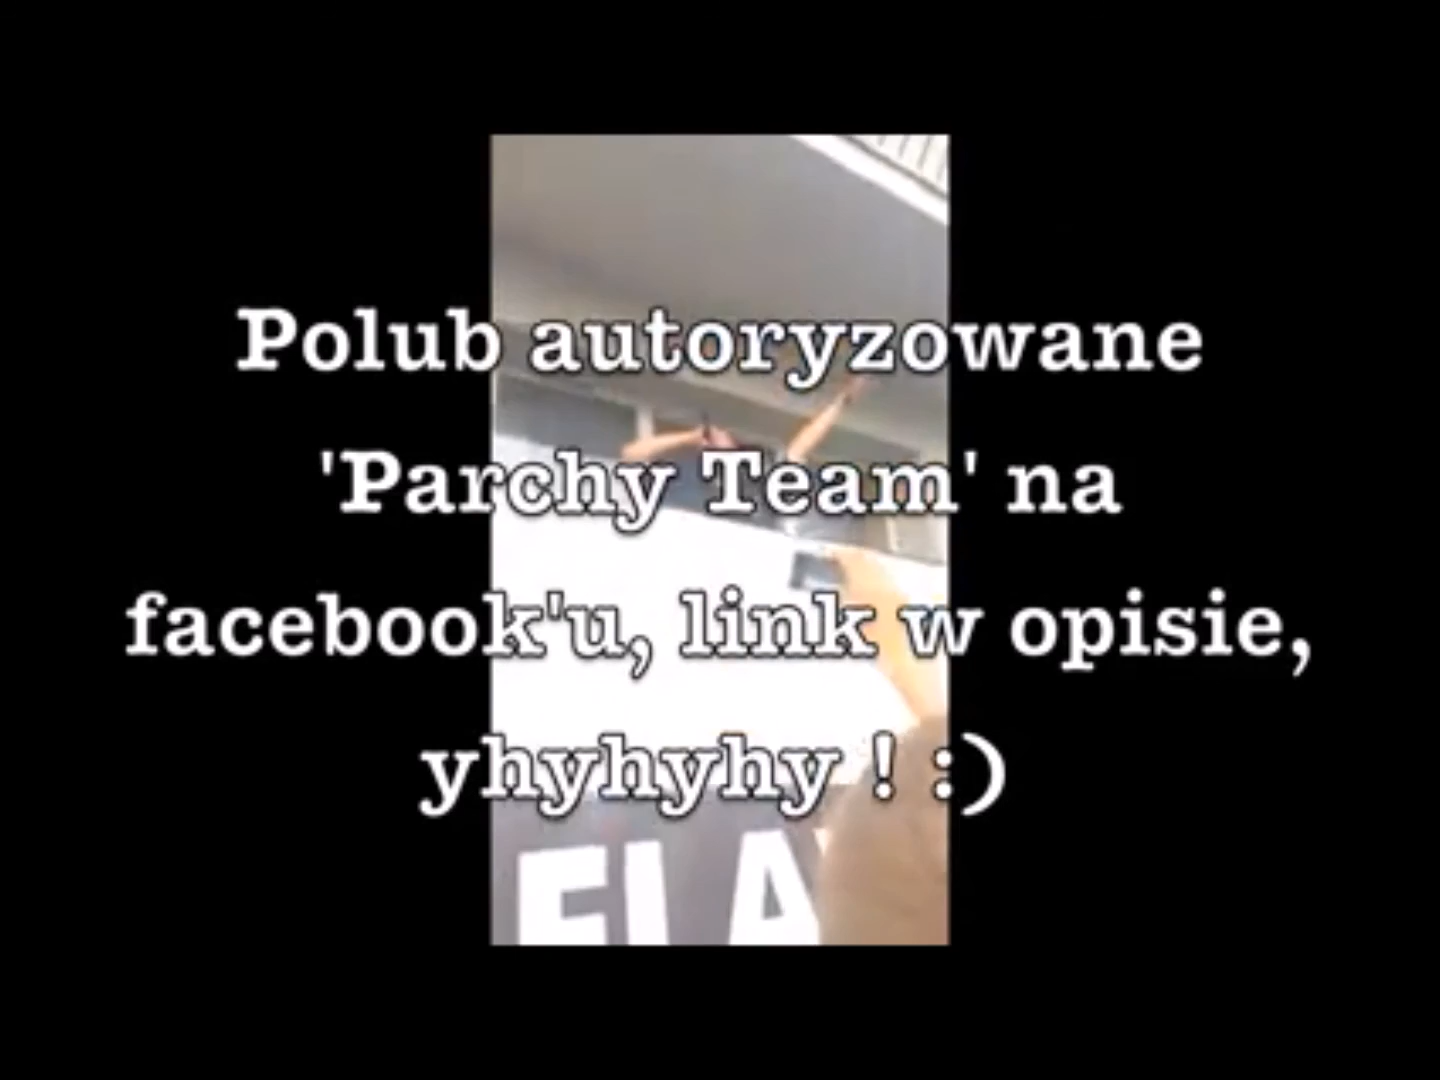 Polub autoryzowane
'Parchy Team' na
facebook'u, link w opisie,
yhyhyhy ! :)